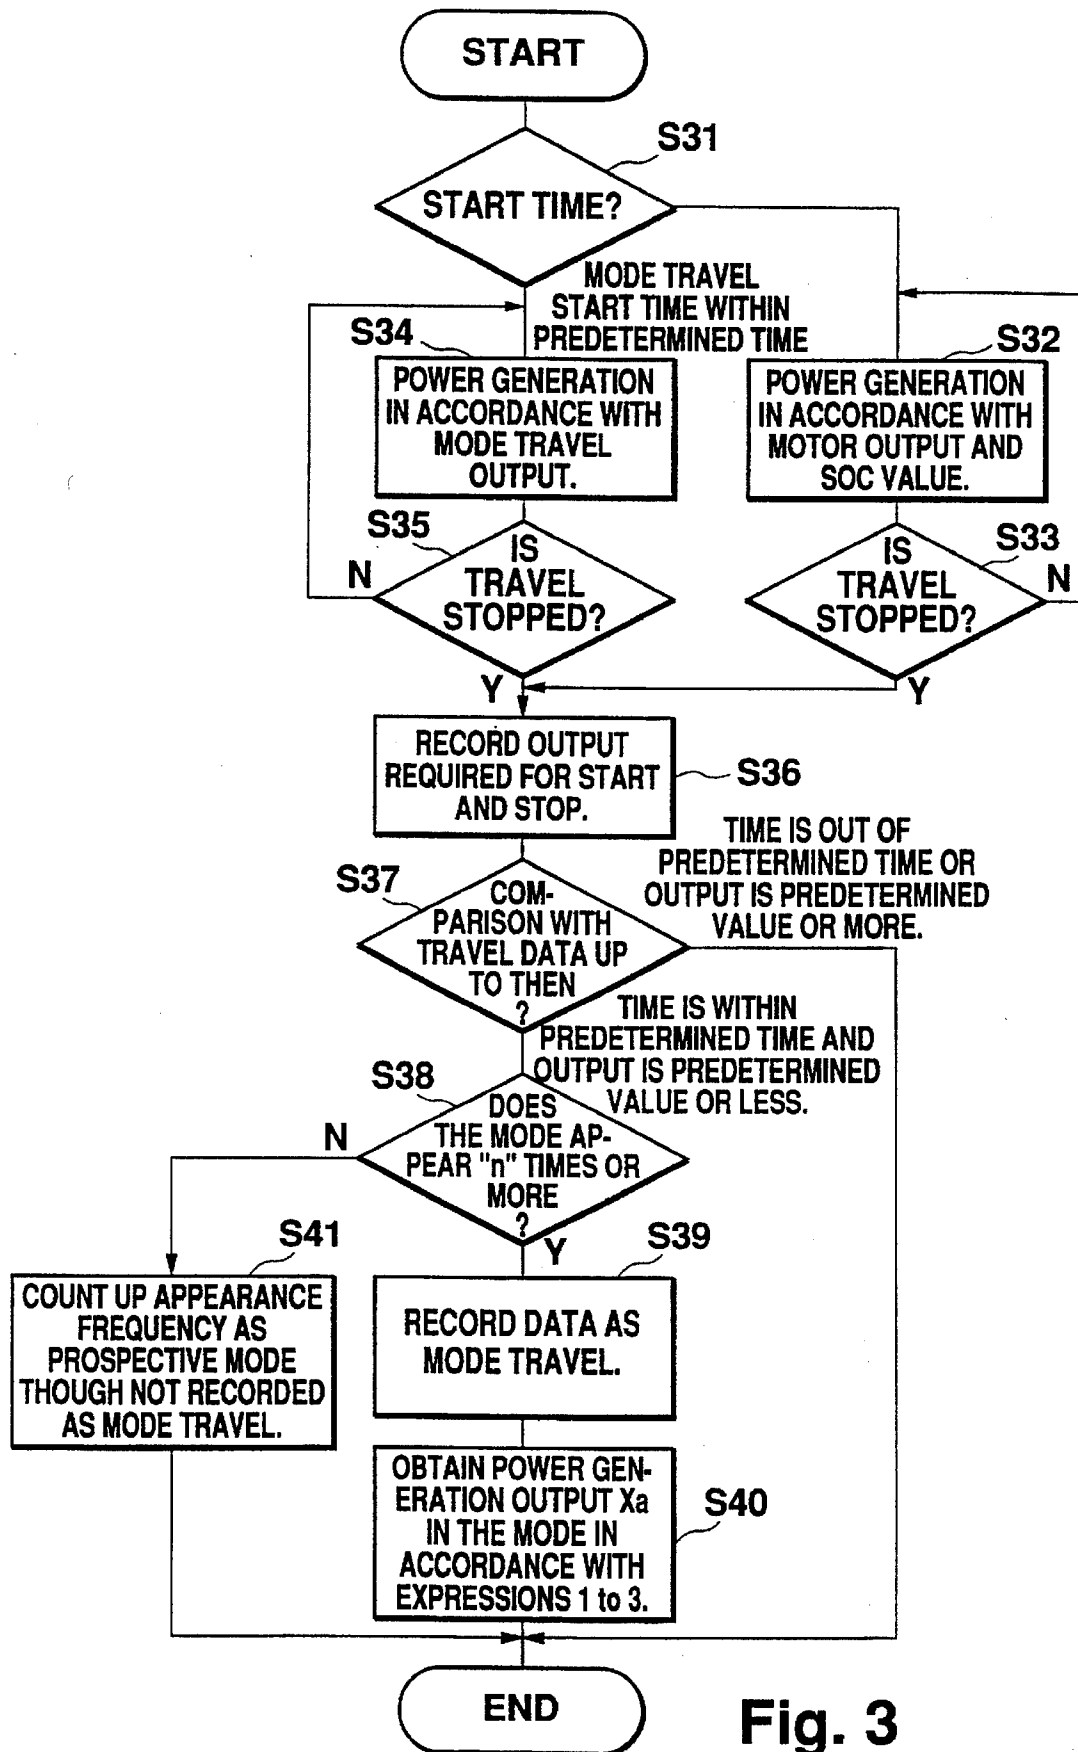 START
S31
START TIME?
MODE TRAVEL
START TIME WITHIN
PREDETERMINED TIME
S34
POWER GENERATION
IN ACCORDANCE WITH
MODE TRAVEL
OUTPUT.
S32
POWER GENERATION
IN ACCORDANCE WITH
MOTOR OUTPUT AND
SOC VALUE.
S35
IS
TRAVEL
STOPPED?
N
Y
S33
IS
TRAVEL
STOPPED?
N
Y
RECORD OUTPUT
REQUIRED FOR START
AND STOP.
S36
S37
COM-
PARISON WITH
TRAVEL DATA UP
TO THEN
?
TIME IS OUT OF
PREDETERMINED TIME OR
OUTPUT IS PREDETERMINED
VALUE OR MORE.
TIME IS WITHIN
PREDETERMINED TIME AND
OUTPUT IS PREDETERMINED
VALUE OR LESS.
S38
DOES
THE MODE AP-
PEAR "n" TIMES OR
MORE
?
N
Y
S41
COUNT UP APPEARANCE
FREQUENCY AS
PROSPECTIVE MODE
THOUGH NOT RECORDED
AS MODE TRAVEL.
S39
RECORD DATA AS
MODE TRAVEL.
OBTAIN POWER GEN-
ERATION OUTPUT Xa
IN THE MODE IN
ACCORDANCE WITH
EXPRESSIONS 1 to 3.
S40
END
Fig. 3